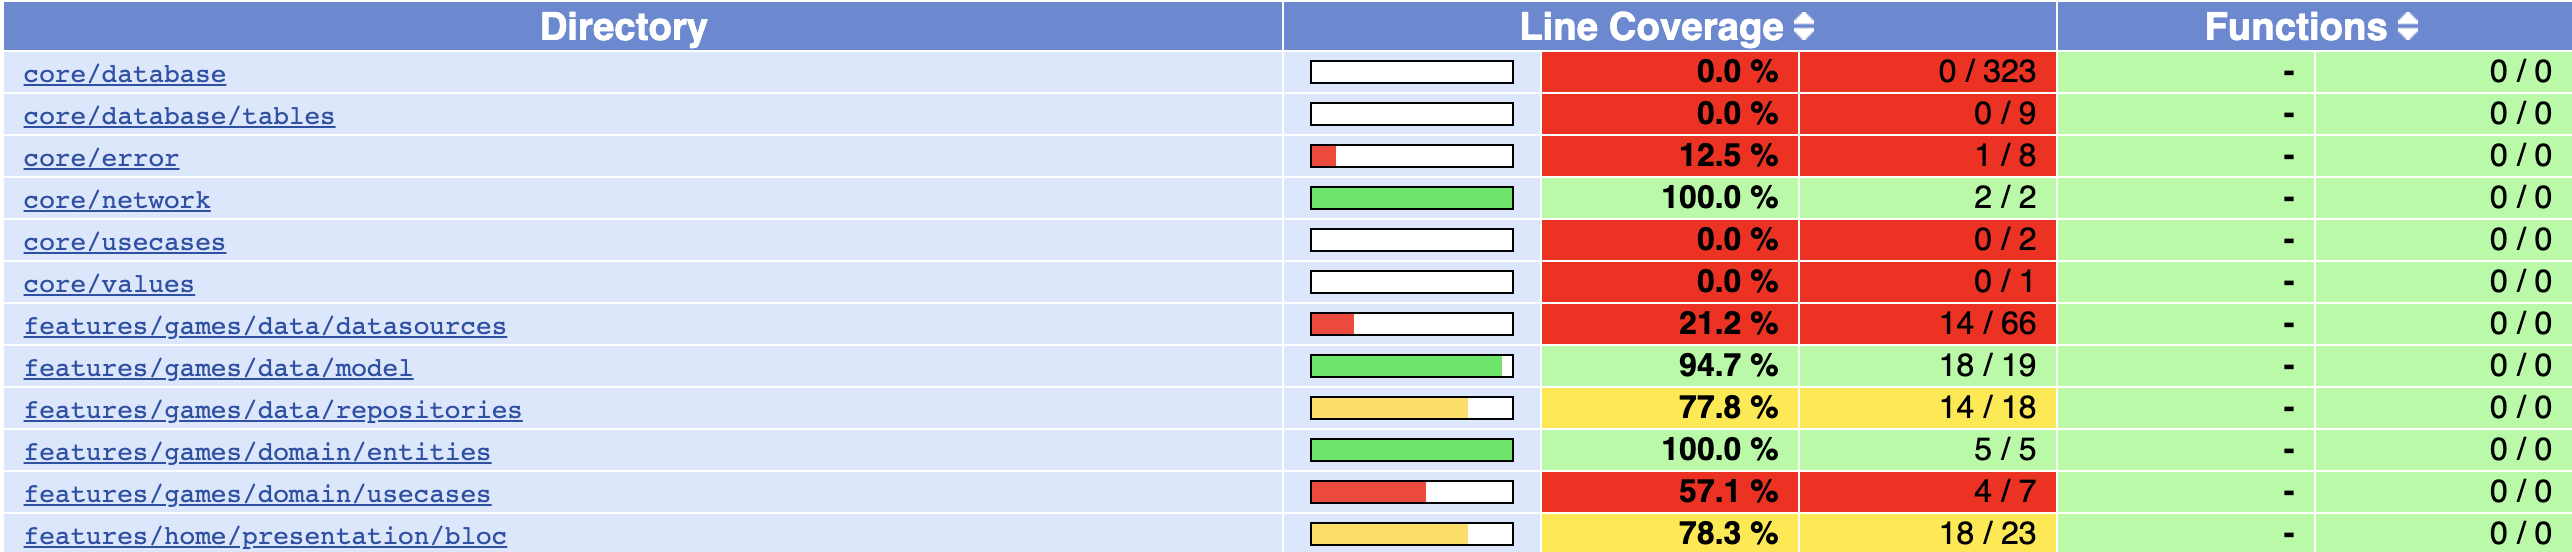 Directory Line Coverage Functions
core/database 0.0 % 0 / 323 - 0 / 0
core/database/tables 0.0 % 0 / 9 - 0 / 0
core/error 12.5 % 1 / 8 - 0 / 0
core/network 100.0 % 2 / 2 - 0 / 0
core/usecases 0.0 % 0 / 2 - 0 / 0
core/values 0.0 % 0 / 1 - 0 / 0
features/games/data/datasources 21.2 % 14 / 66 - 0 / 0
features/games/data/model 94.7 % 18 / 19 - 0 / 0
features/games/data/repositories 77.8 % 14 / 18 - 0 / 0
features/games/domain/entities 100.0 % 5 / 5 - 0 / 0
features/games/domain/usecases 57.1 % 4 / 7 - 0 / 0
features/home/presentation/bloc 78.3 % 18 / 23 - 0 / 0